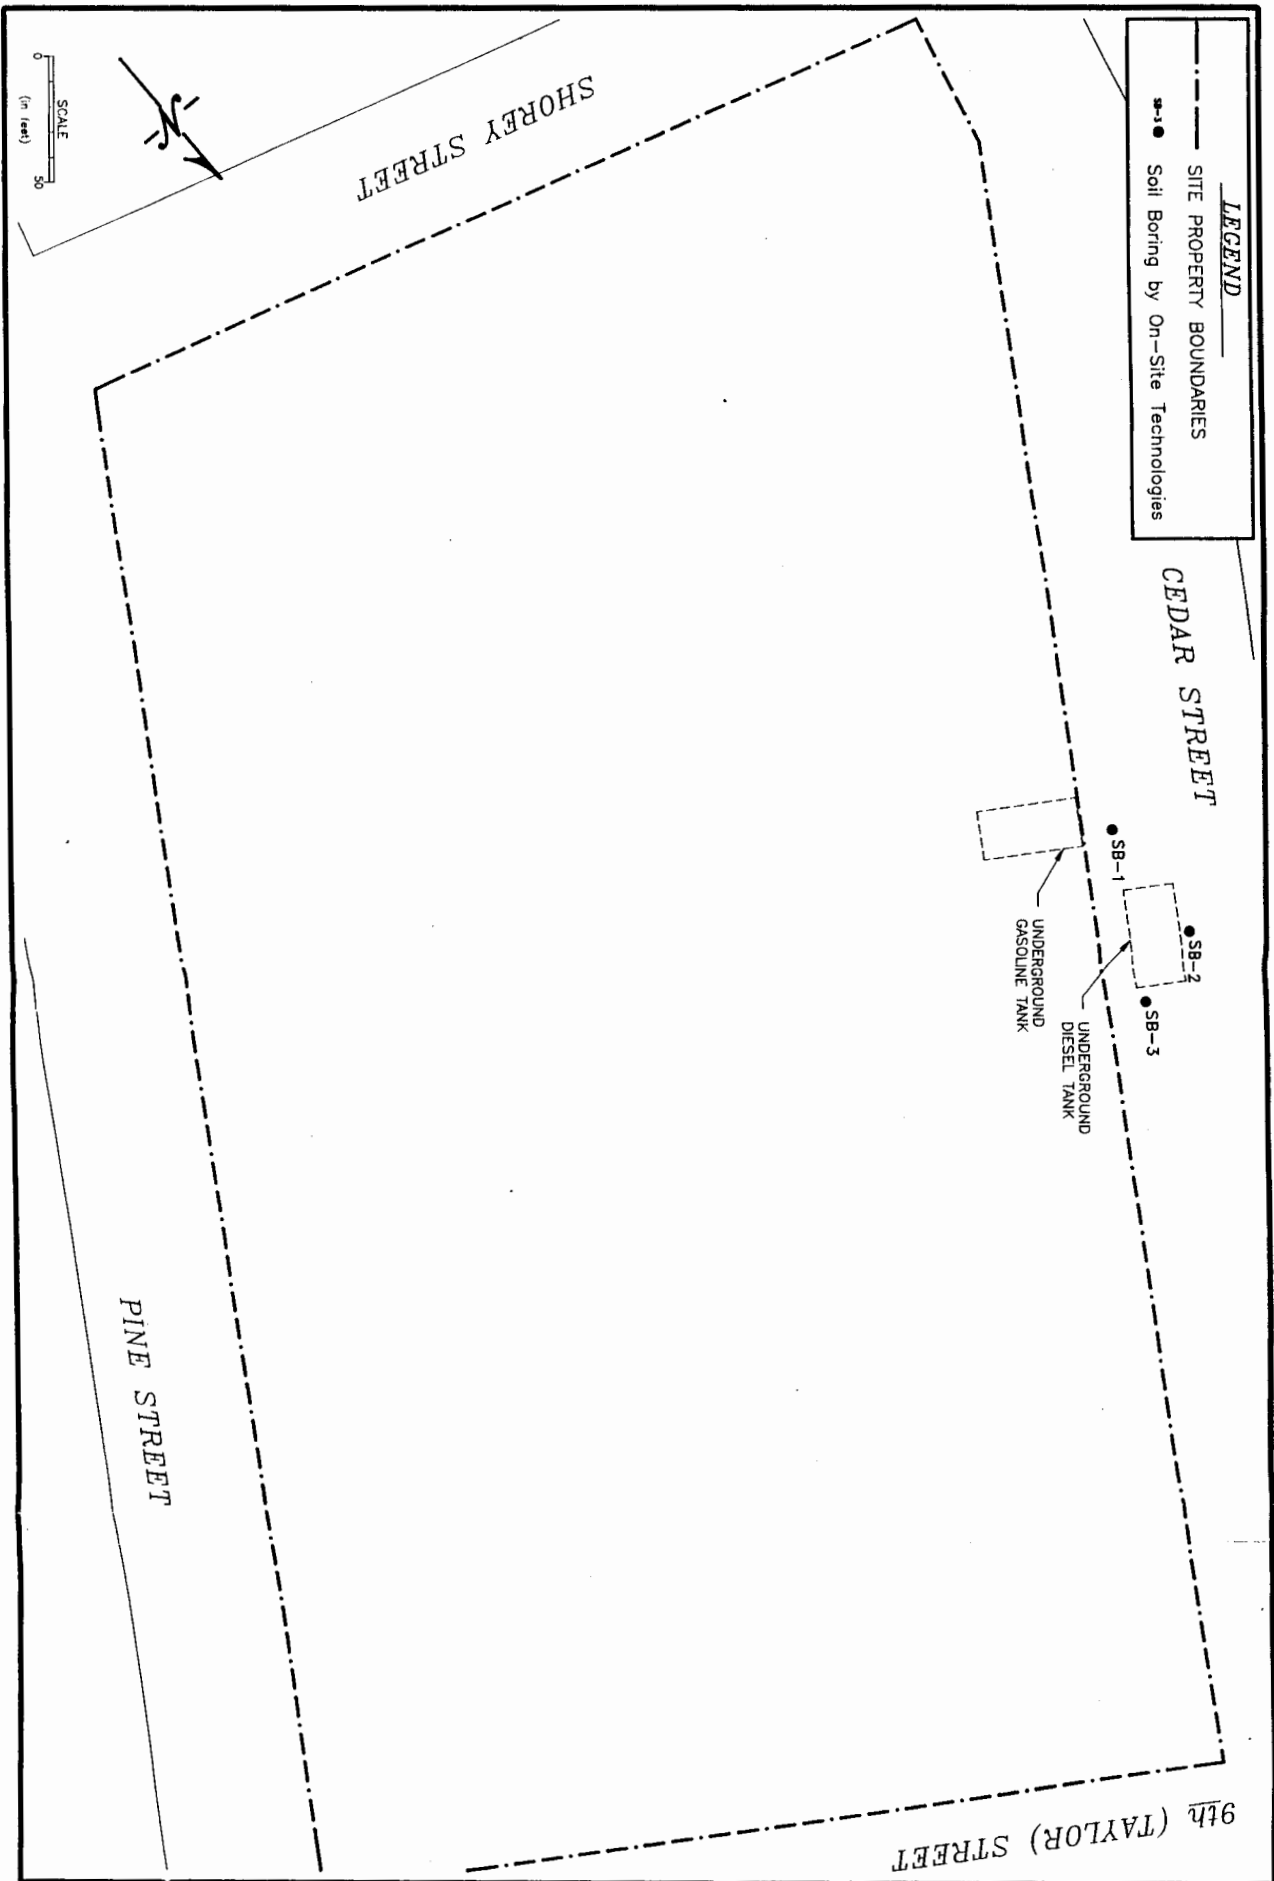 LEGEND
SITE PROPERTY BOUNDARIES
SB-3 Soil Boring by On-Site Technologies
CEDAR STREET
SB-2
SB-3
SB-1
UNDERGROUND
DIESEL TANK
UNDERGROUND
GASOLINE TANK
SHOREY STREET
N
SCALE
0 50
(in feet)
PINE STREET
9th (TAYLOR) STREET